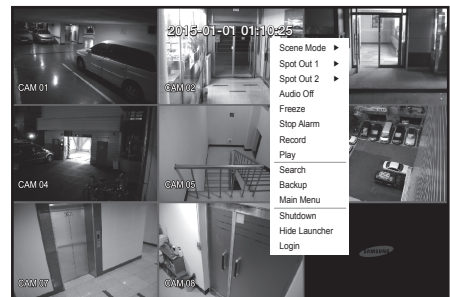 2015-01-01 01:10:25
CAM 01
CAM 02
Scene Mode ▶
Spot Out 1 ▶
Spot Out 2 ▶
Audio Off
Freeze
Stop Alarm
Record
Play
Search
Backup
Main Menu
Shutdown
Hide Launcher
Login
CAM 04
CAM 05
CAM 07
CAM 08
SAMSUNG